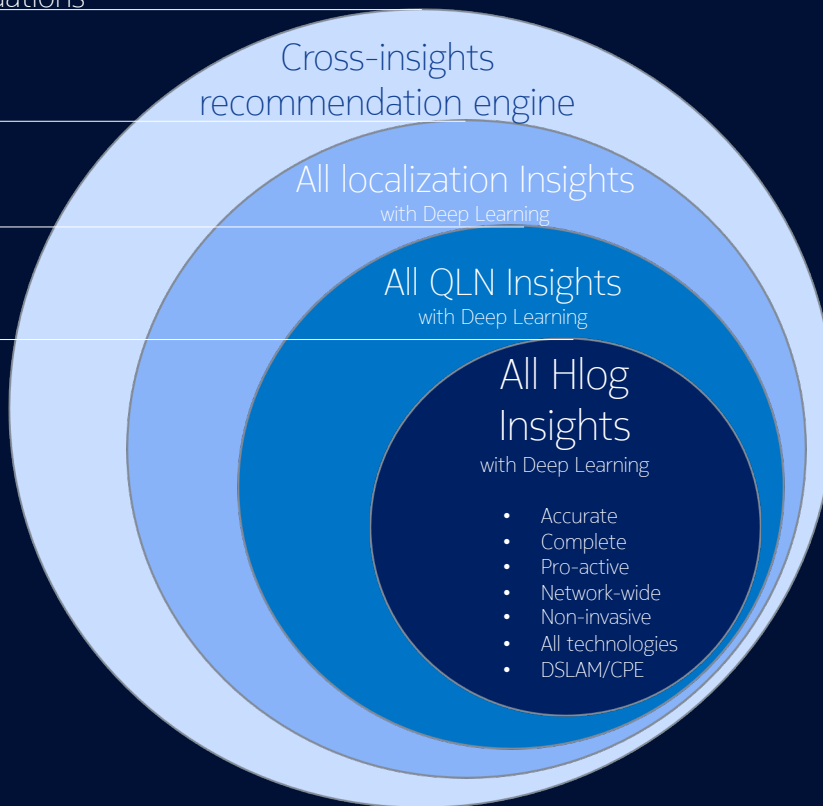 Cross-insights
recommendation engine
All localization Insights
with Deep Learning
All QLN Insights
with Deep Learning
All Hlog
Insights
with Deep Learning
• Accurate
• Complete
• Pro-active
• Network-wide
• Non-invasive
• All technologies
• DSLAM/CPE